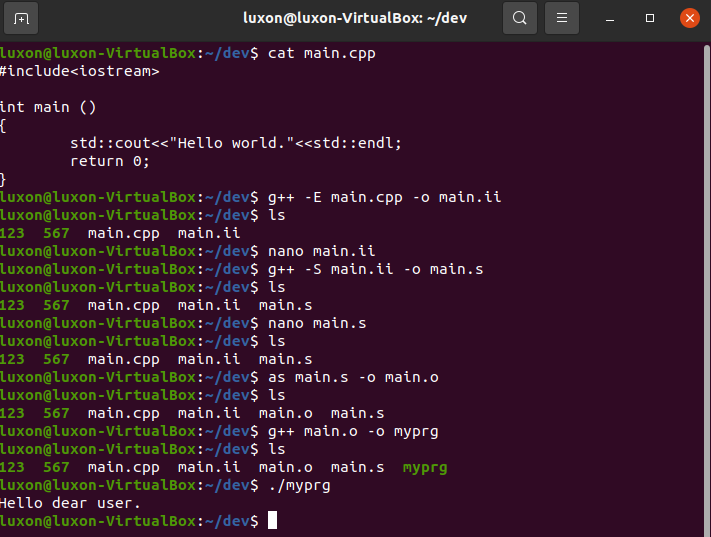 luxon@luxon-VirtualBox: ~/dev
luxon@luxon-VirtualBox:~/dev$ cat main.cpp
#include<iostream>
int main ()
{
        std::cout<<"Hello world."<<std::endl;
        return 0;
}
luxon@luxon-VirtualBox:~/dev$ g++ -E main.cpp -o main.ii
luxon@luxon-VirtualBox:~/dev$ ls
123  567  main.cpp  main.ii
luxon@luxon-VirtualBox:~/dev$ nano main.ii
luxon@luxon-VirtualBox:~/dev$ g++ -S main.ii -o main.s
luxon@luxon-VirtualBox:~/dev$ ls
123  567  main.cpp  main.ii  main.s
luxon@luxon-VirtualBox:~/dev$ nano main.s
luxon@luxon-VirtualBox:~/dev$ ls
123  567  main.cpp  main.ii  main.s
luxon@luxon-VirtualBox:~/dev$ as main.s -o main.o
luxon@luxon-VirtualBox:~/dev$ ls
123  567  main.cpp  main.ii  main.o  main.s
luxon@luxon-VirtualBox:~/dev$ g++ main.o -o myprg
luxon@luxon-VirtualBox:~/dev$ ls
123  567  main.cpp  main.ii  main.o  main.s  myprg
luxon@luxon-VirtualBox:~/dev$ ./myprg
Hello dear user.
luxon@luxon-VirtualBox:~/dev$